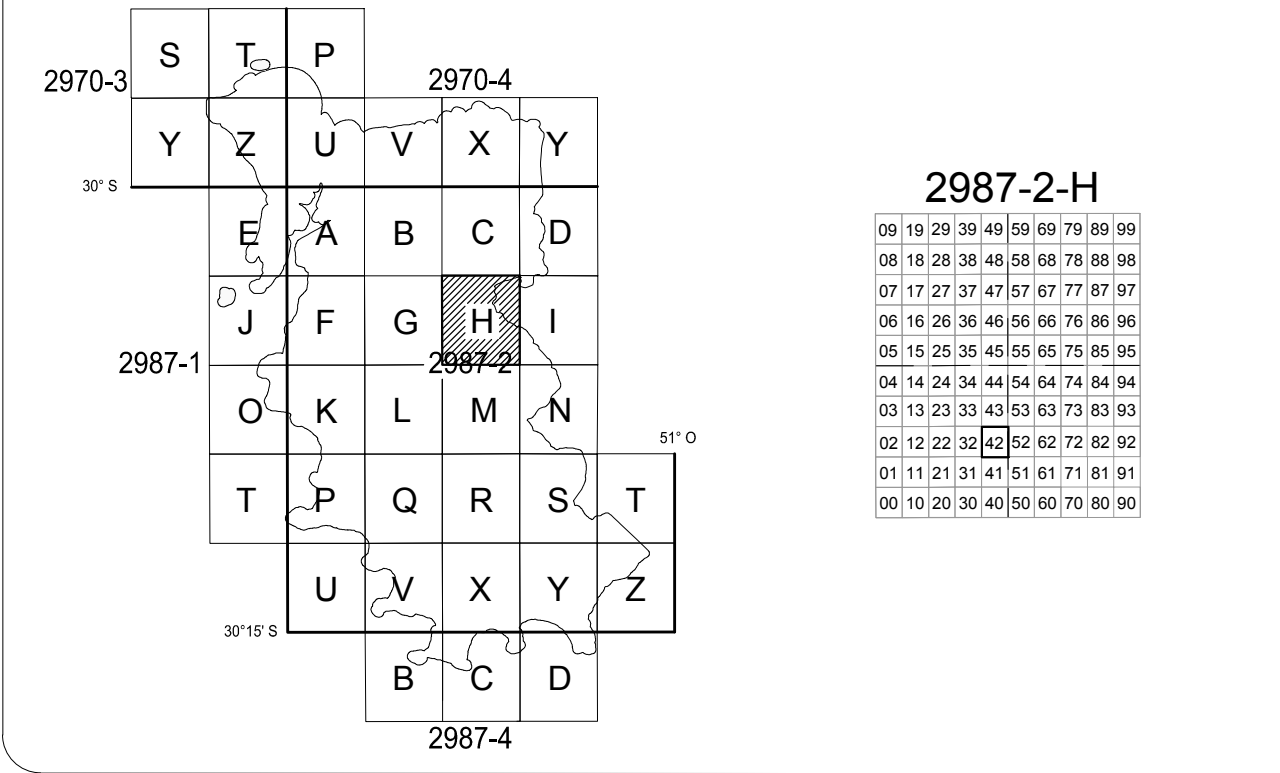 S T P
2970-3 2970-4
Y Z U V X Y
30° S
E A B C D
J F G H I
2987-1 2987-2
O K L M N
51° O
T P Q R S T
U V X Y Z
30°15' S
B C D
2987-4
2987-2-H
09 19 29 39 49 59 69 79 89 99
08 18 28 38 48 58 68 78 88 98
07 17 27 37 47 57 67 77 87 97
06 16 26 36 46 56 66 76 86 96
05 15 25 35 45 55 65 75 85 95
04 14 24 34 44 54 64 74 84 94
03 13 23 33 43 53 63 73 83 93
02 12 22 32 42 52 62 72 82 92
01 11 21 31 41 51 61 71 81 91
00 10 20 30 40 50 60 70 80 90